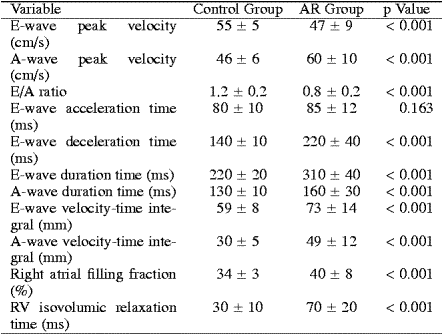 Variable Control Group AR Group p Value
E-wave peak velocity 55 ± 5 47 ± 9 < 0.001
(cm/s)
A-wave peak velocity 46 ± 6 60 ± 10 < 0.001
(cm/s)
E/A ratio 1,2 ± 0,2 0,8 ± 0,2 < 0.001
E-wave acceleration time 80 ± 10 85 ± 12 0.163
(ms)
E-wave deceleration time 140 ± 10 220 ± 40 < 0.001
(ms)
E-wave duration time (ms) 220 ± 20 310 ± 40 < 0.001
A-wave duration time (ms) 130 ± 10 160 ± 30 < 0.001
E-wave velocity-time inte- 59 ± 8 73 ± 14 < 0.001
gral (mm)
A-wave velocity-time inte- 30 ± 5 49 ± 12 < 0.001
gral (mm)
Right atrial filling fraction 34 ± 3 40 ± 8 < 0.001
(%)
RV isovolumic relaxation 30 ± 10 70 ± 20 < 0.001
time (ms)